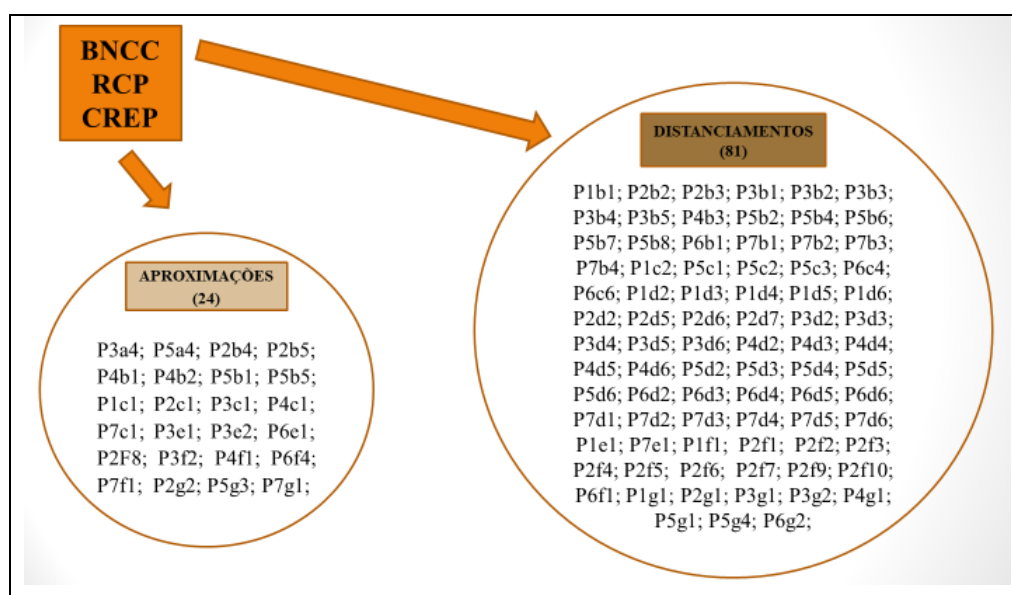 BNCC
RCP
CREP
DISTANCIAMENTOS
(81)
P1b1; P2b2; P2b3; P3b1; P3b2; P3b3;
P3b4; P3b5; P4b3; P5b2; P5b4; P5b6;
P5b7; P5b8; P6b1; P7b1; P7b2; P7b3;
P7b4; P1c2; P5c1; P5c2; P5c3; P6c4;
P6c6; P1d2; P1d3; P1d4; P1d5; P1d6;
P2d2; P2d5; P2d6; P2d7; P3d2; P3d3;
P3d4; P3d5; P3d6; P4d2; P4d3; P4d4;
P4d5; P4d6; P5d2; P5d3; P5d4; P5d5;
P5d6; P6d2; P6d3; P6d4; P6d5; P6d6;
P7d1; P7d2; P7d3; P7d4; P7d5; P7d6;
P1e1; P7e1; P1f1; P2f1; P2f2; P2f3;
P2f4; P2f5; P2f6; P2f7; P2f9; P2f10;
P6f1; P1g1; P2g1; P3g1; P3g2; P4g1;
P5g1; P5g4; P6g2;
APROXIMAÇÕES
(24)
P3a4; P5a4; P2b4; P2b5;
P4b1; P4b2; P5b1; P5b5;
P1c1; P2c1; P3c1; P4c1;
P7c1; P3e1; P3e2; P6e1;
P2F8; P3f2; P4f1; P6f4;
P7f1; P2g2; P5g3; P7g1;